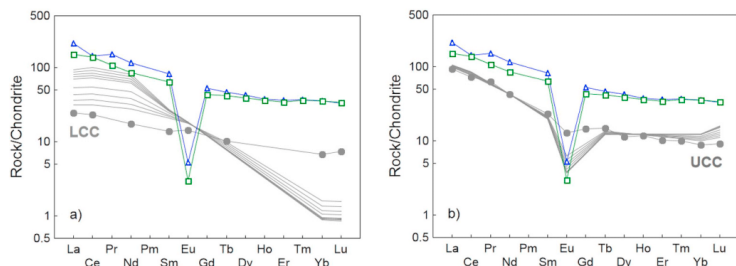 Rock/Chondrite
500
100
50
10
5
1
0.5
LCC
a)
La
Ce
Pr
Nd
Pm
Sm
Eu
Gd
Tb
Dy
Ho
Er
Tm
Yb
Lu
Rock/Chondrite
500
100
50
10
5
1
0.5
UCC
b)
La
Ce
Pr
Nd
Pm
Sm
Eu
Gd
Tb
Dy
Ho
Er
Tm
Yb
Lu